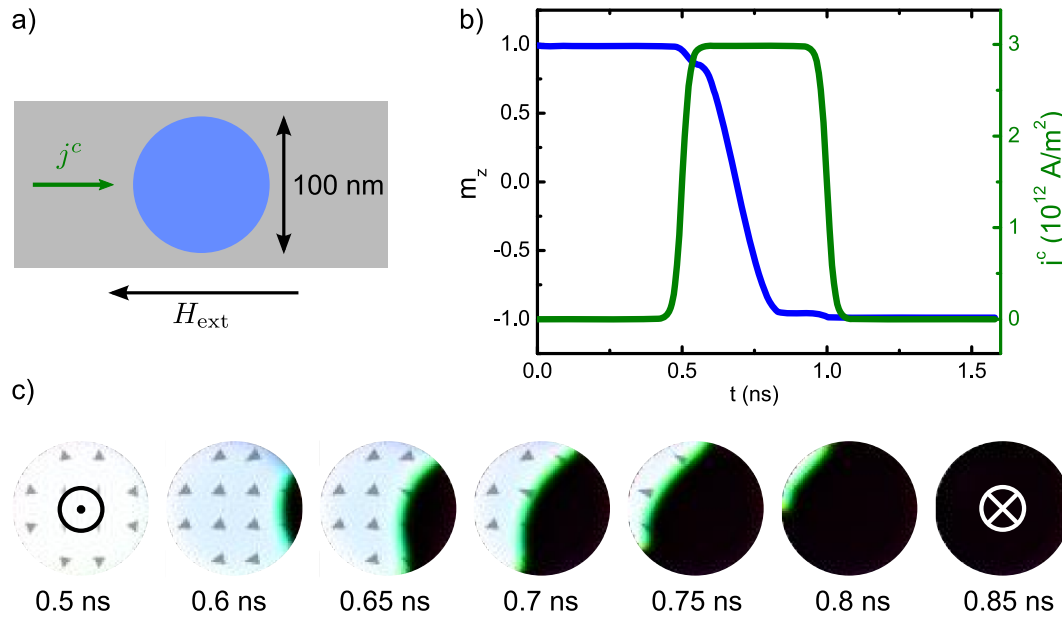 a)
j^c
100 nm
H_ext
b)
1.0
0.5
0.0
-0.5
-1.0
m_z
0.0
0.5
1.0
1.5
t (ns)
3
2
1
0
j^c (10^12 A/m^2)
c)
0.5 ns
0.6 ns
0.65 ns
0.7 ns
0.75 ns
0.8 ns
0.85 ns